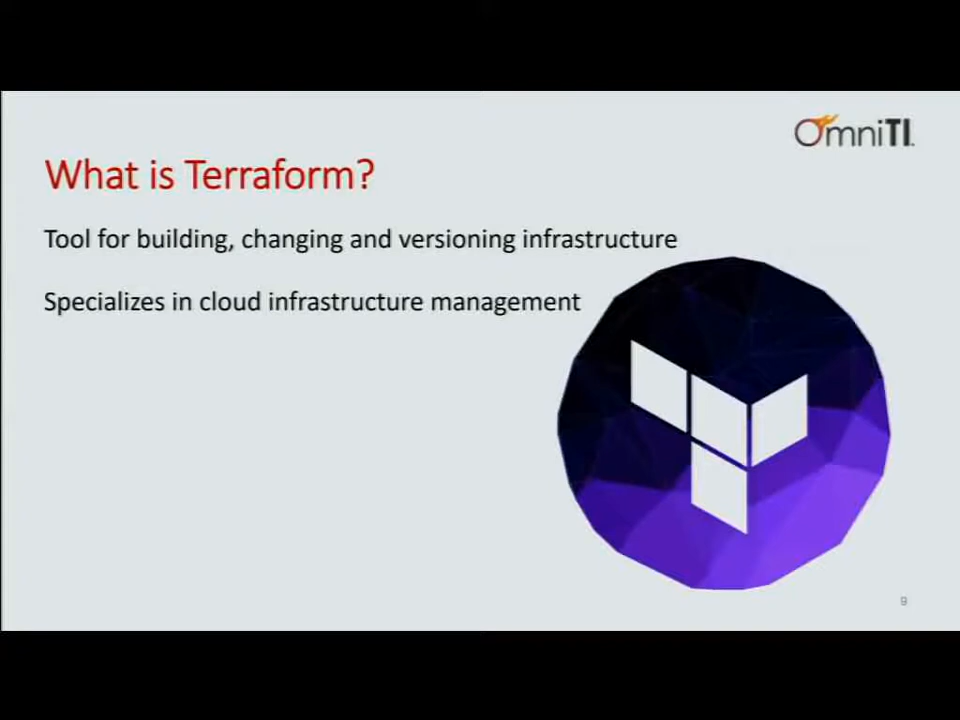 OmniTI
What is Terraform?
Tool for building, changing and versioning infrastructure
Specializes in cloud infrastructure management
9